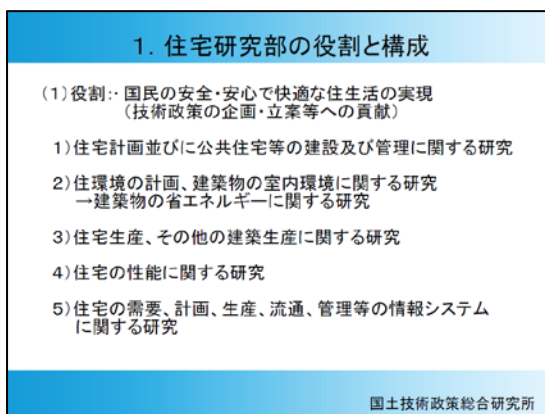 1．住宅研究部の役割と構成
(1)役割:・国民の安全・安心で快適な住生活の実現
(技術政策の企画・立案等への貢献)
1)住宅計画並びに公共住宅等の建設及び管理に関する研究
2)住環境の計画、建築物の室内環境に関する研究
→建築物の省エネルギーに関する研究
3)住宅生産、その他の建築生産に関する研究
4)住宅の性能に関する研究
5)住宅の需要、計画、生産、流通、管理等の情報システム
に関する研究
国土技術政策総合研究所